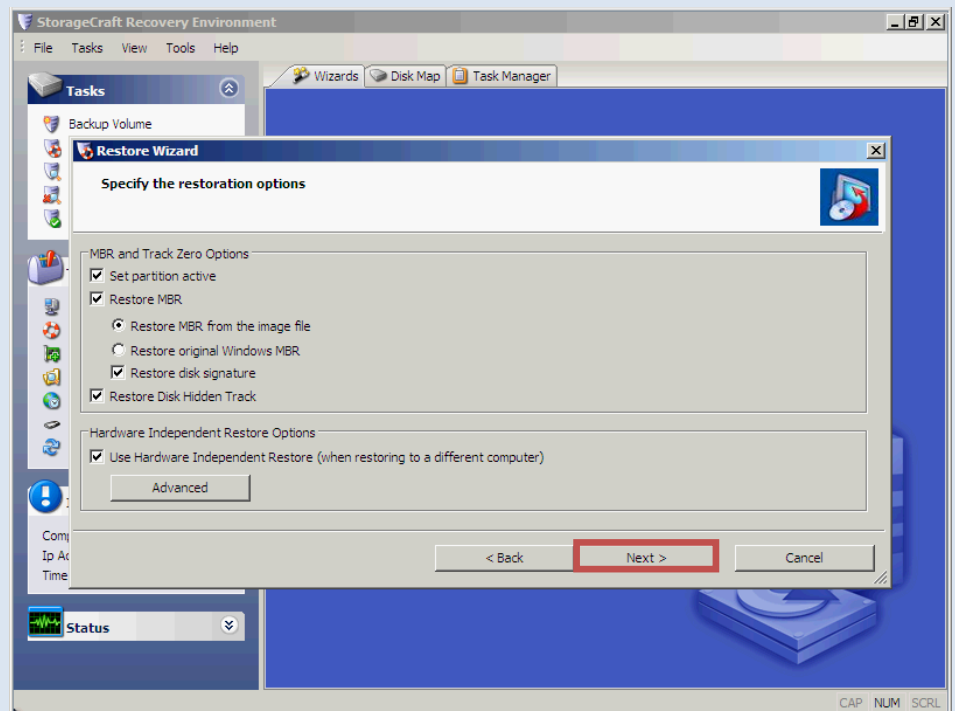 StorageCraft Recovery Environment
File Tasks View Tools Help
Wizards Disk Map Task Manager
Tasks
Backup Volume
Restore Wizard
Specify the restoration options
MBR and Track Zero Options
Set partition active
Restore MBR
Restore MBR from the image file
Restore original Windows MBR
Restore disk signature
Restore Disk Hidden Track
Hardware Independent Restore Options
Use Hardware Independent Restore (when restoring to a different computer)
Advanced
Ip
Time
< Back Next > Cancel
Status
CAP NUM SCRL